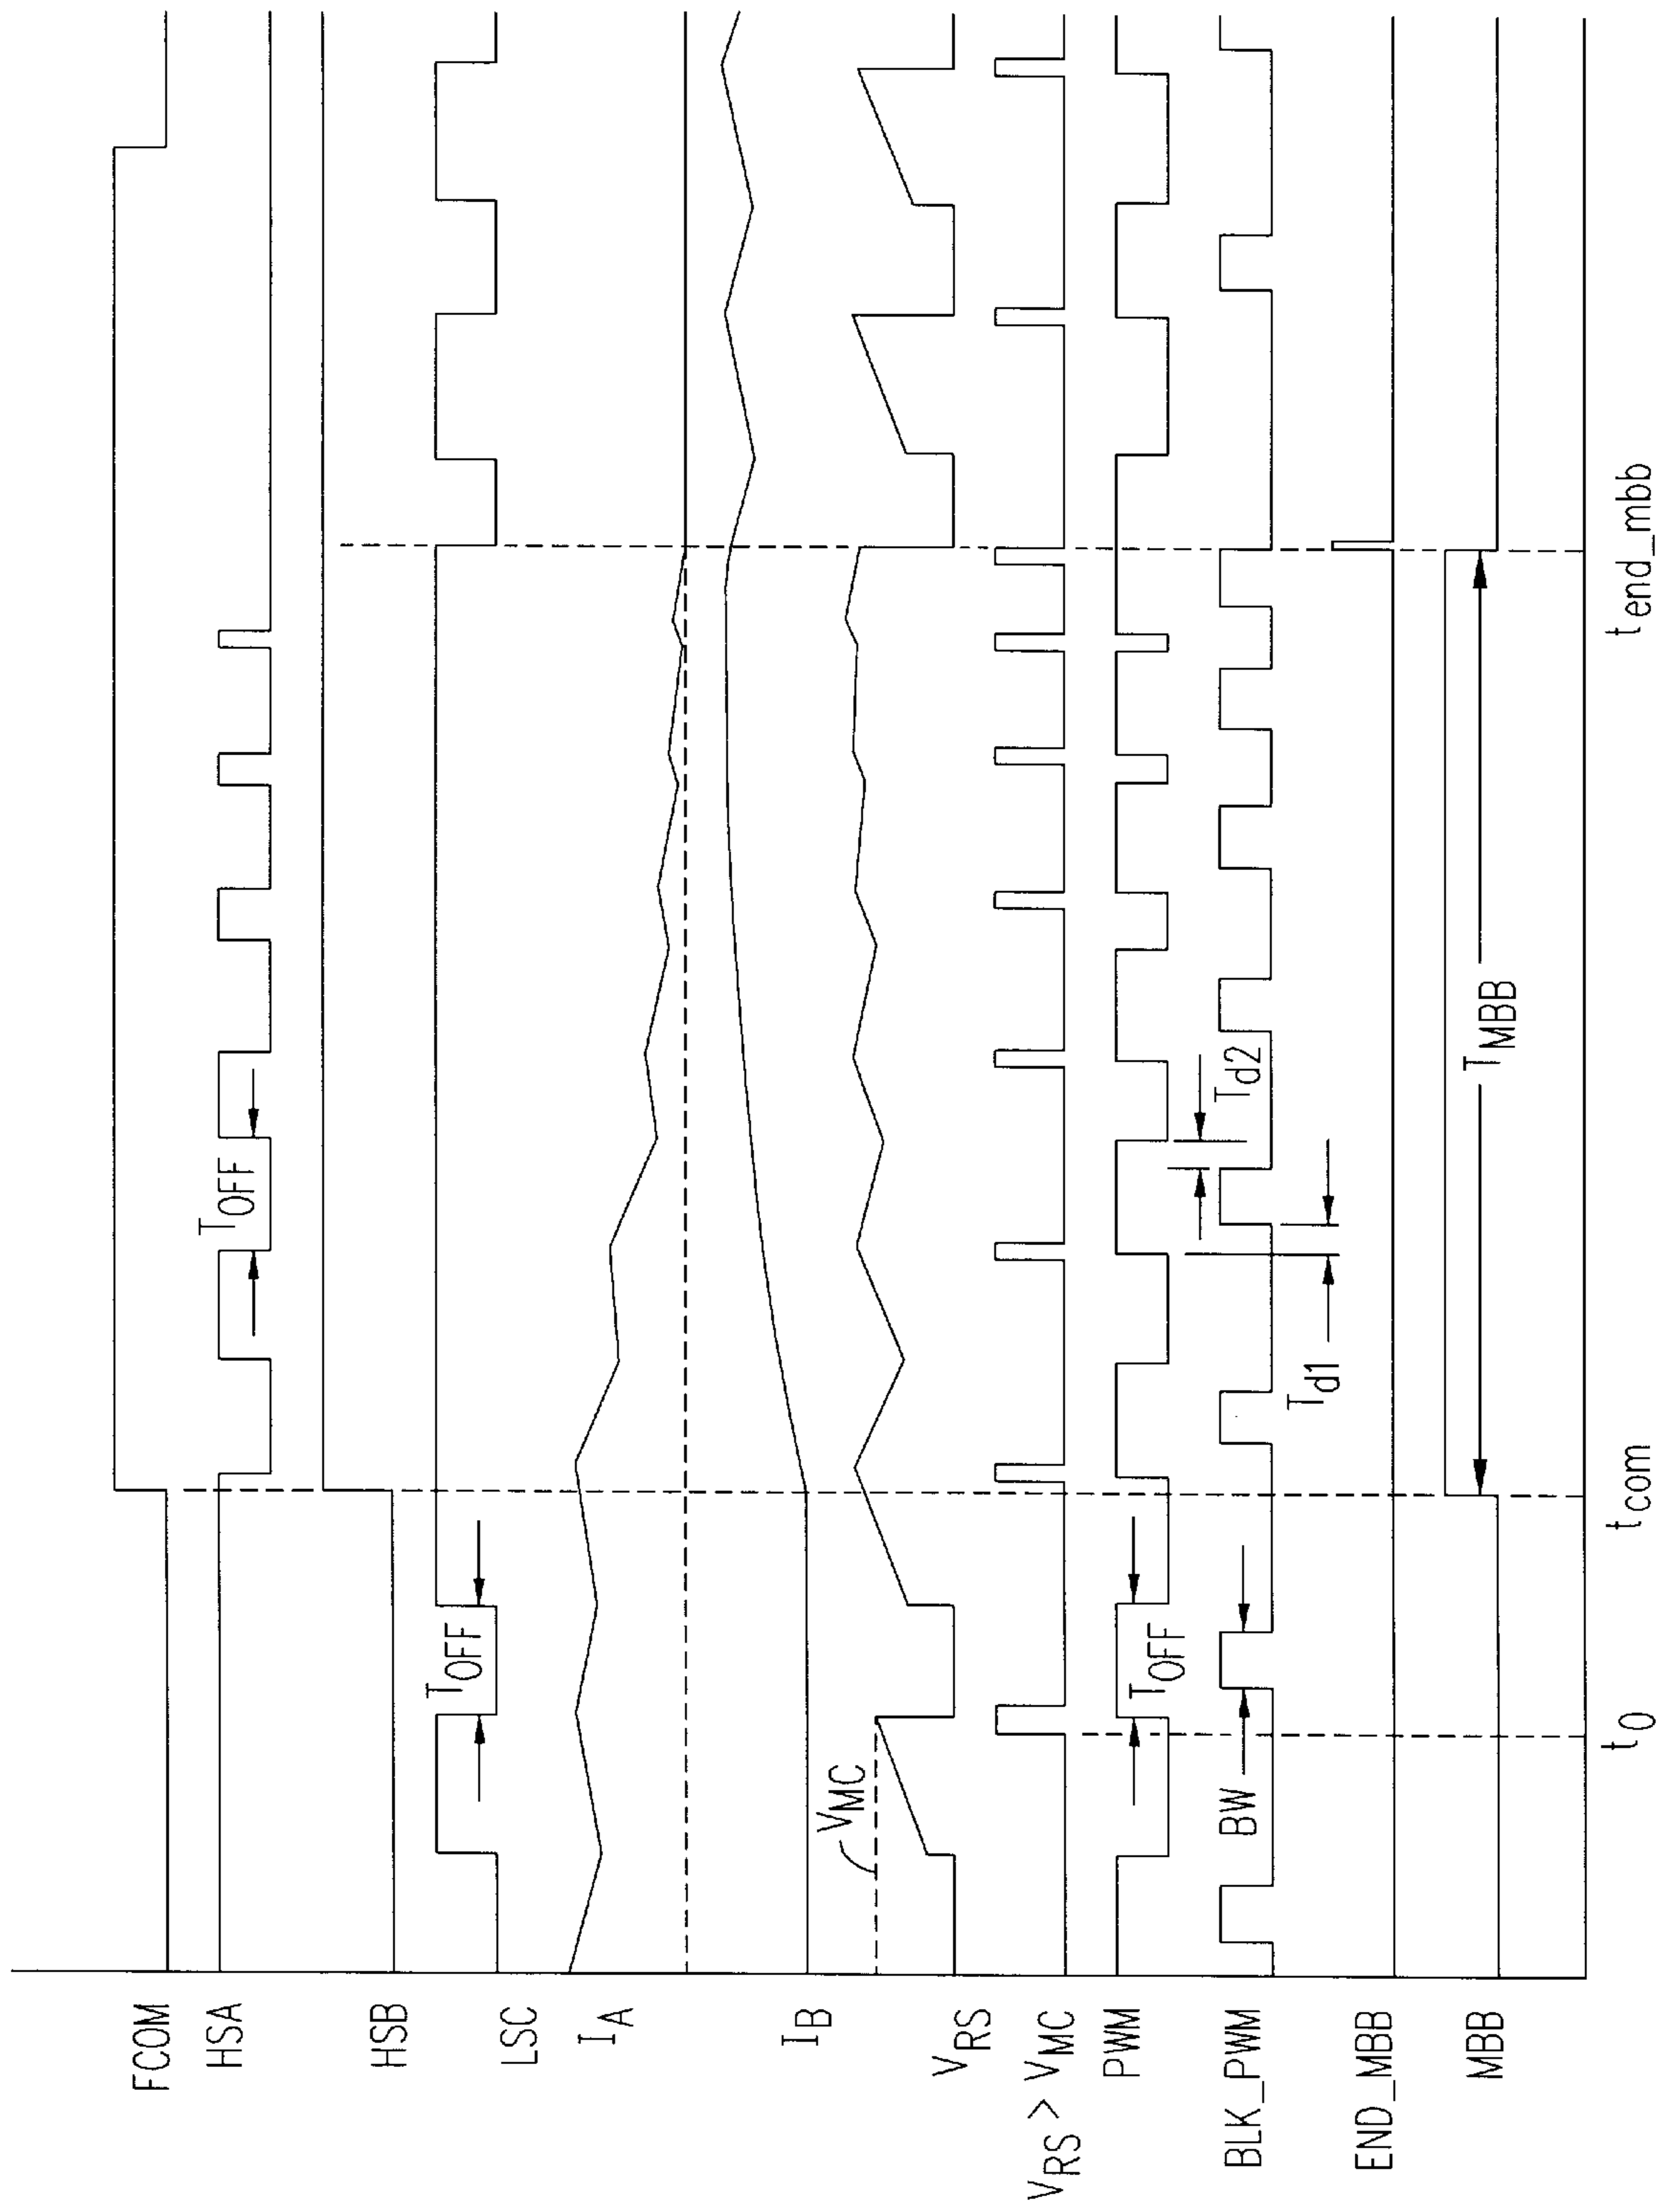 FCOM
HSA
T_OFF
HSB
LSC
T_OFF
I_A
I_B
V_MC
V_RS
V_RS > V_MC
PWM
T_OFF
T_d2
BLK_PWM
BW
T_d1
END_MBB
MBB
T_MBB
t_0
t_com
t_end_mbb